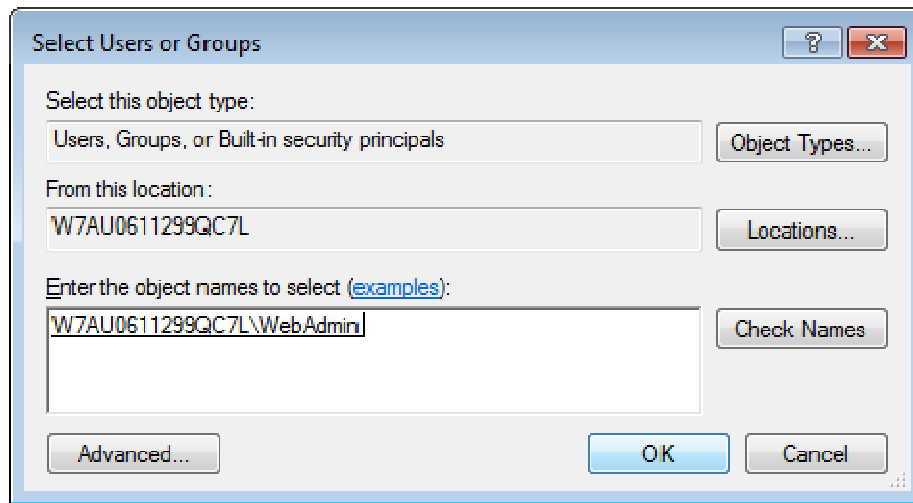 Select Users or Groups
Select this object type:
Users, Groups, or Built-in security principals
Object Types...
From this location:
W7AU0611299QC7L
Locations...
Enter the object names to select (examples):
W7AU0611299QC7L\WebAdmin
Check Names
Advanced...
OK
Cancel